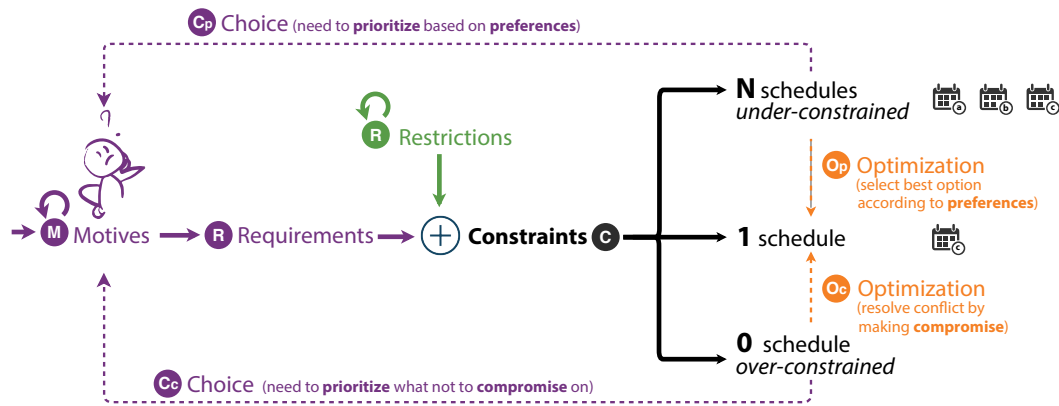 Cp Choice (need to prioritize based on preferences)
?
N schedules
under-constrained
a b c
R Restrictions
Op Optimization
(select best option
according to preferences)
M Motives
R Requirements
+
Constraints C
1 schedule
c
Oc Optimization
(resolve conflict by
making compromise)
0 schedule
over-constrained
Cc Choice (need to prioritize what not to compromise on)